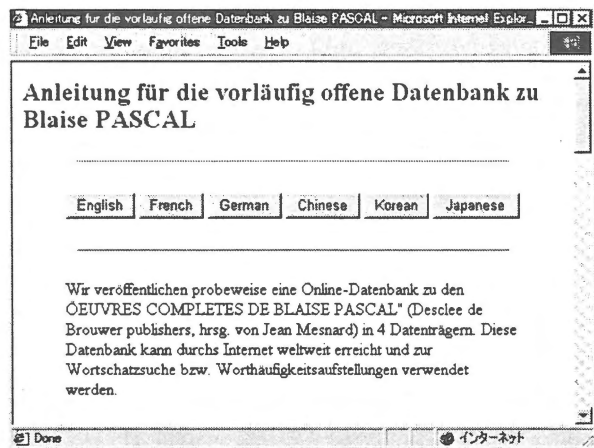 Anleitung für die vorläufig offene Datenbank zu Blaise PASCAL - Microsoft Internet Explor...
File Edit View Favorites Tools Help
Anleitung für die vorläufig offene Datenbank zu
Blaise PASCAL
English French German Chinese Korean Japanese
Wir veröffentlichen probeweise eine Online-Datenbank zu den
ÖEUVRES COMPLETES DE BLAISE PASCAL" (Desclee de
Brouwer publishers, hrsg. von Jean Mesnard) in 4 Datenträgern. Diese
Datenbank kann durchs Internet weltweit erreicht und zur
Wortschatzsuche bzw. Worthäufigkeitsaufstellungen verwendet
werden.
Done インターネット